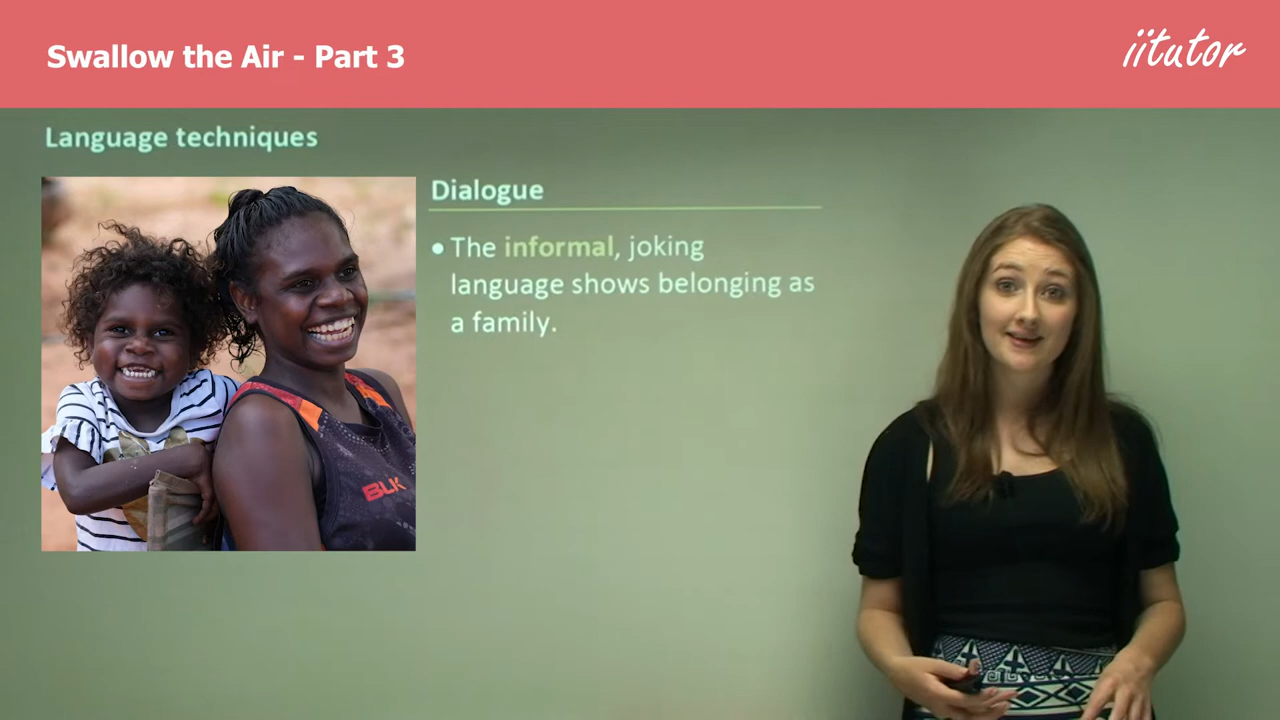 Swallow the Air - Part 3
iitutor
Language techniques
Dialogue
• The informal, joking
language shows belonging as
a family.
BLK